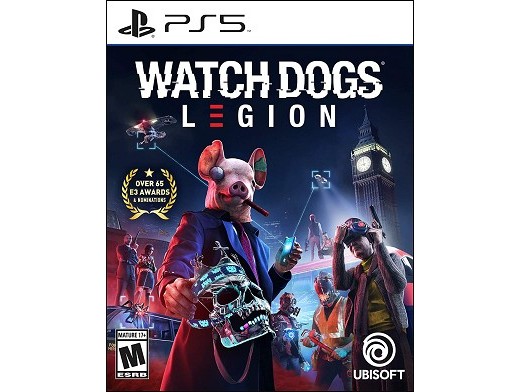 PS5
WATCH DOGS
LEGION
OVER 65
E3 AWARDS
& NOMINATIONS
MATURE 17+
M
ESRB
UBISOFT